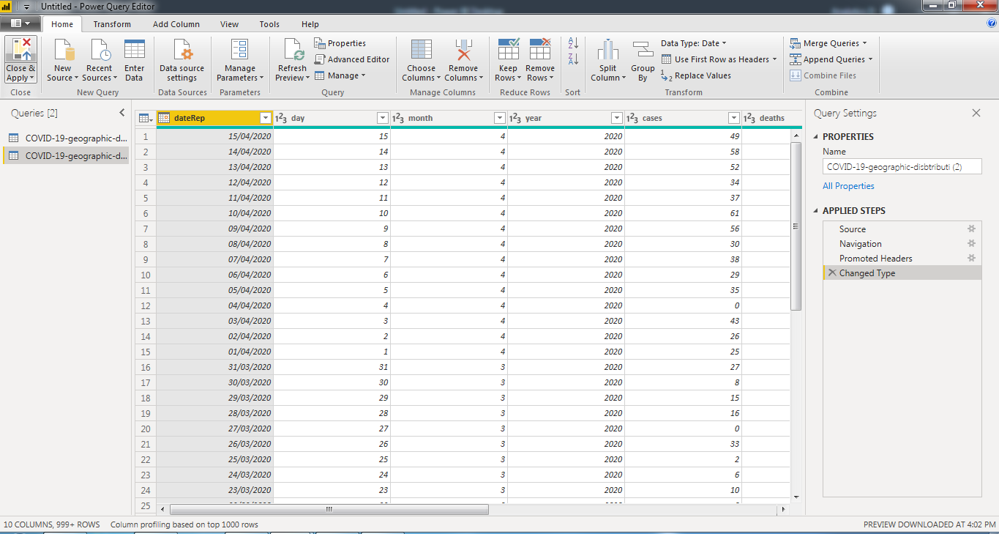 Untitled - Power Query Editor
Home Transform Add Column View Tools Help
Close & Apply
New Source
Recent Sources
Enter Data
Data source settings
Manage Parameters
Refresh Preview
Properties
Advanced Editor
Manage
Choose Columns
Remove Columns
Keep Rows
Remove Rows
Split Column
Group By
Data Type: Date
Use First Row as Headers
Replace Values
Merge Queries
Append Queries
Combine Files
Close New Query Data Sources Parameters Query Manage Columns Reduce Rows Sort Transform Combine
Queries [2]
COVID-19-geographic-d...
COVID-19-geographic-d...
dateRep 123 day 123 month 123 year 123 cases 123 deaths
1 15/04/2020 15 4 2020 49
2 14/04/2020 14 4 2020 58
3 13/04/2020 13 4 2020 52
4 12/04/2020 12 4 2020 34
5 11/04/2020 11 4 2020 37
6 10/04/2020 10 4 2020 61
7 09/04/2020 9 4 2020 56
8 08/04/2020 8 4 2020 30
9 07/04/2020 7 4 2020 38
10 06/04/2020 6 4 2020 29
11 05/04/2020 5 4 2020 35
12 04/04/2020 4 4 2020 0
13 03/04/2020 3 4 2020 43
14 02/04/2020 2 4 2020 26
15 01/04/2020 1 4 2020 25
16 31/03/2020 31 3 2020 27
17 30/03/2020 30 3 2020 8
18 29/03/2020 29 3 2020 15
19 28/03/2020 28 3 2020 16
20 27/03/2020 27 3 2020 0
21 26/03/2020 26 3 2020 33
22 25/03/2020 25 3 2020 2
23 24/03/2020 24 3 2020 6
24 23/03/2020 23 3 2020 10
25
Query Settings
PROPERTIES
Name
COVID-19-geographic-disbtributi (2)
All Properties
APPLIED STEPS
Source
Navigation
Promoted Headers
Changed Type
10 COLUMNS, 999+ ROWS Column profiling based on top 1000 rows PREVIEW DOWNLOADED AT 4:02 PM